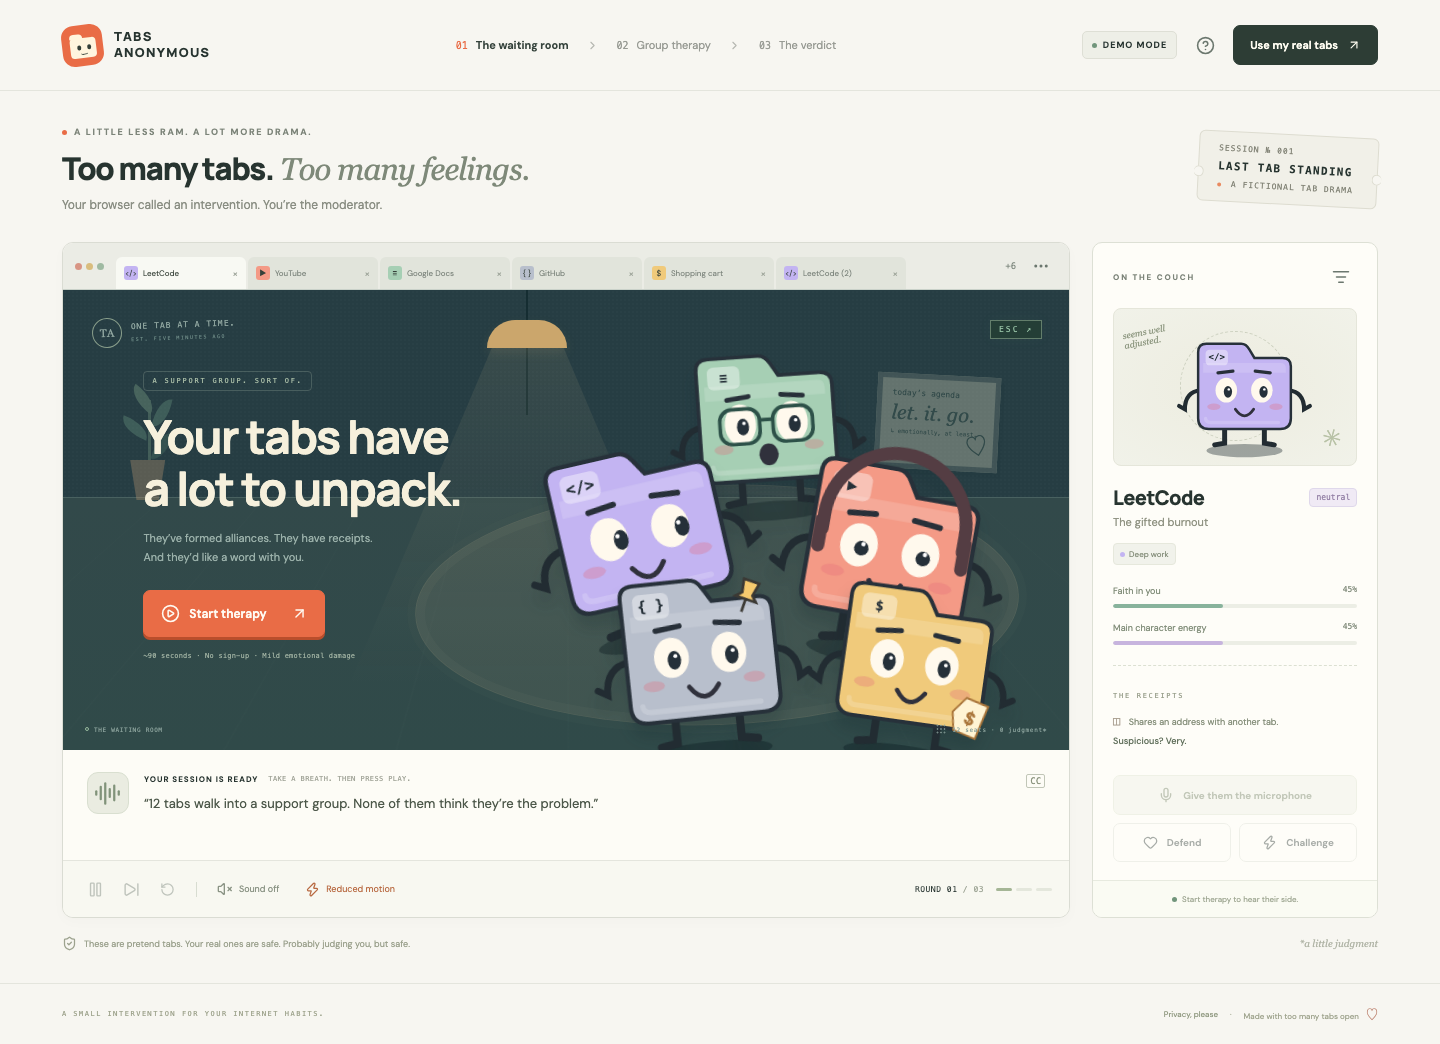 TABS
ANONYMOUS
01 The waiting room
02 Group therapy
03 The verdict
DEMO MODE
Use my real tabs
A LITTLE LESS RAM. A LOT MORE DRAMA.
Too many tabs. Too many feelings.
Your browser called an intervention. You're the moderator.
SESSION № 001
LAST TAB STANDING
A FICTIONAL TAB DRAMA
</> LeetCode ×
YouTube ×
Google Docs ×
{ } GitHub ×
$ Shopping cart ×
</> LeetCode (2) ×
+6
TA
ONE TAB AT A TIME.
EST. FIVE MINUTES AGO
ESC ↗
A SUPPORT GROUP. SORT OF.
Your tabs have
a lot to unpack.
They've formed alliances. They have receipts.
And they'd like a word with you.
Start therapy
~90 seconds · No sign-up · Mild emotional damage
today's agenda
let. it. go.
↳ emotionally, at least
</>
{ }
$
$
THE WAITING ROOM
seats · 0 judgment*
YOUR SESSION IS READY TAKE A BREATH. THEN PRESS PLAY.
CC
“12 tabs walk into a support group. None of them think they're the problem.”
Sound off
Reduced motion
ROUND 01 / 03
ON THE COUCH
seems well
adjusted.
</>
LeetCode
neutral
The gifted burnout
Deep work
Faith in you 45%
Main character energy 45%
THE RECEIPTS
Shares an address with another tab.
Suspicious? Very.
Give them the microphone
Defend
Challenge
Start therapy to hear their side.
These are pretend tabs. Your real ones are safe. Probably judging you, but safe.
*a little judgment
A SMALL INTERVENTION FOR YOUR INTERNET HABITS.
Privacy, please · Made with too many tabs open